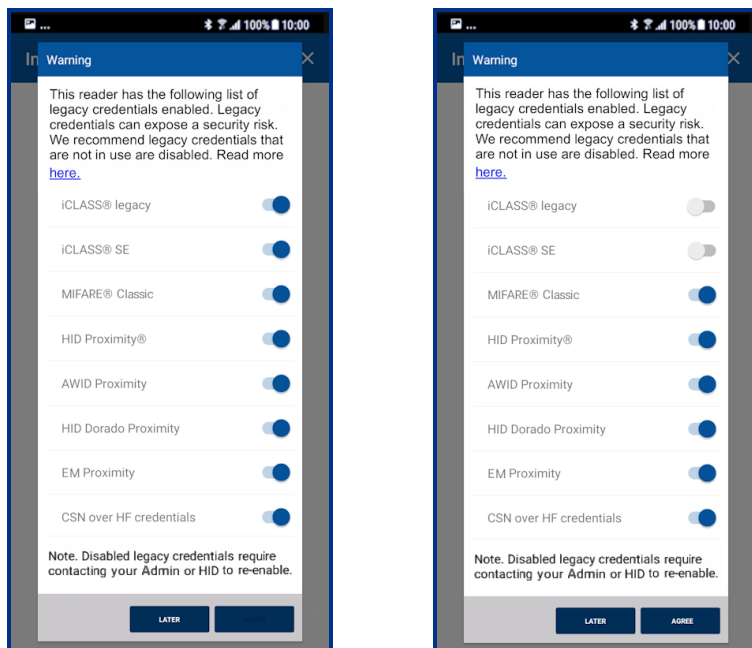 ... 100% 10:00
In Warning
This reader has the following list of
legacy credentials enabled. Legacy
credentials can expose a security risk.
We recommend legacy credentials that
are not in use are disabled. Read more
here.
iCLASS® legacy
iCLASS® SE
MIFARE® Classic
HID Proximity®
AWID Proximity
HID Dorado Proximity
EM Proximity
CSN over HF credentials
Note. Disabled legacy credentials require
contacting your Admin or HID to re-enable.
LATER
... 100% 10:00
In Warning
This reader has the following list of
legacy credentials enabled. Legacy
credentials can expose a security risk.
We recommend legacy credentials that
are not in use are disabled. Read more
here.
iCLASS® legacy
iCLASS® SE
MIFARE® Classic
HID Proximity®
AWID Proximity
HID Dorado Proximity
EM Proximity
CSN over HF credentials
Note. Disabled legacy credentials require
contacting your Admin or HID to re-enable.
LATER AGREE